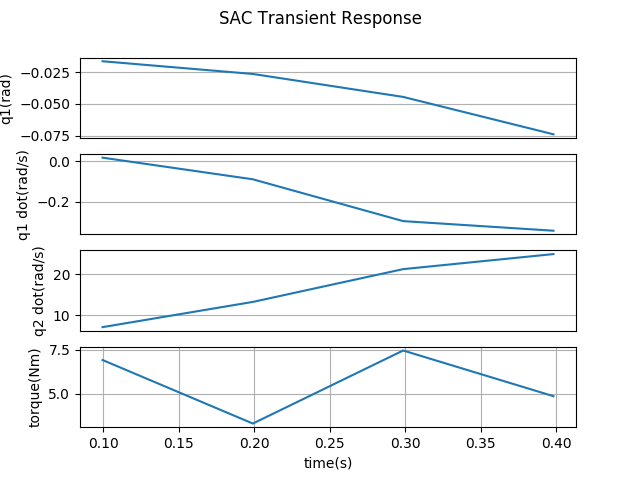 SAC Transient Response
−0.025
−0.050
−0.075
q1(rad)
0.0
−0.2
q1 dot(rad/s)
20
10
q2 dot(rad/s)
7.5
5.0
torque(Nm)
0.10 0.15 0.20 0.25 0.30 0.35 0.40
time(s)